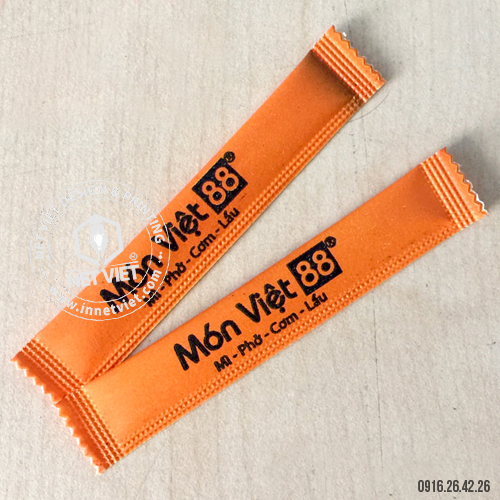 Món Việt 88®
Mì - Phở - Cơm - Lẩu
Món Việt 88®
Mì - Phở - Cơm - Lẩu
INNETVIET®
www.innetviet.com
0916.26.42.26